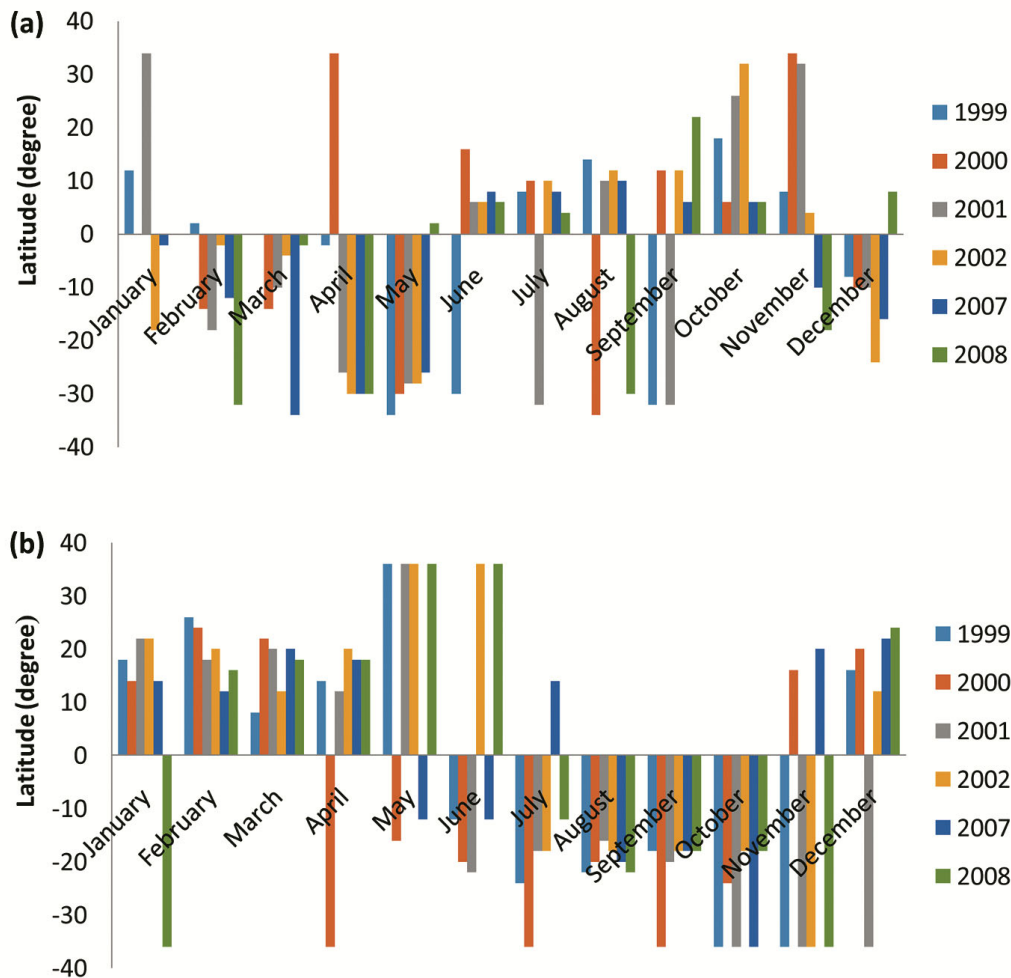 (a)
Latitude (degree)
40
30
20
10
0
-10
-20
-30
-40
January
February
March
April
May
June
July
August
September
October
November
December
1999
2000
2001
2002
2007
2008
(b)
Latitude (degree)
40
30
20
10
0
-10
-20
-30
-40
January
February
March
April
May
June
July
August
September
October
November
December
1999
2000
2001
2002
2007
2008